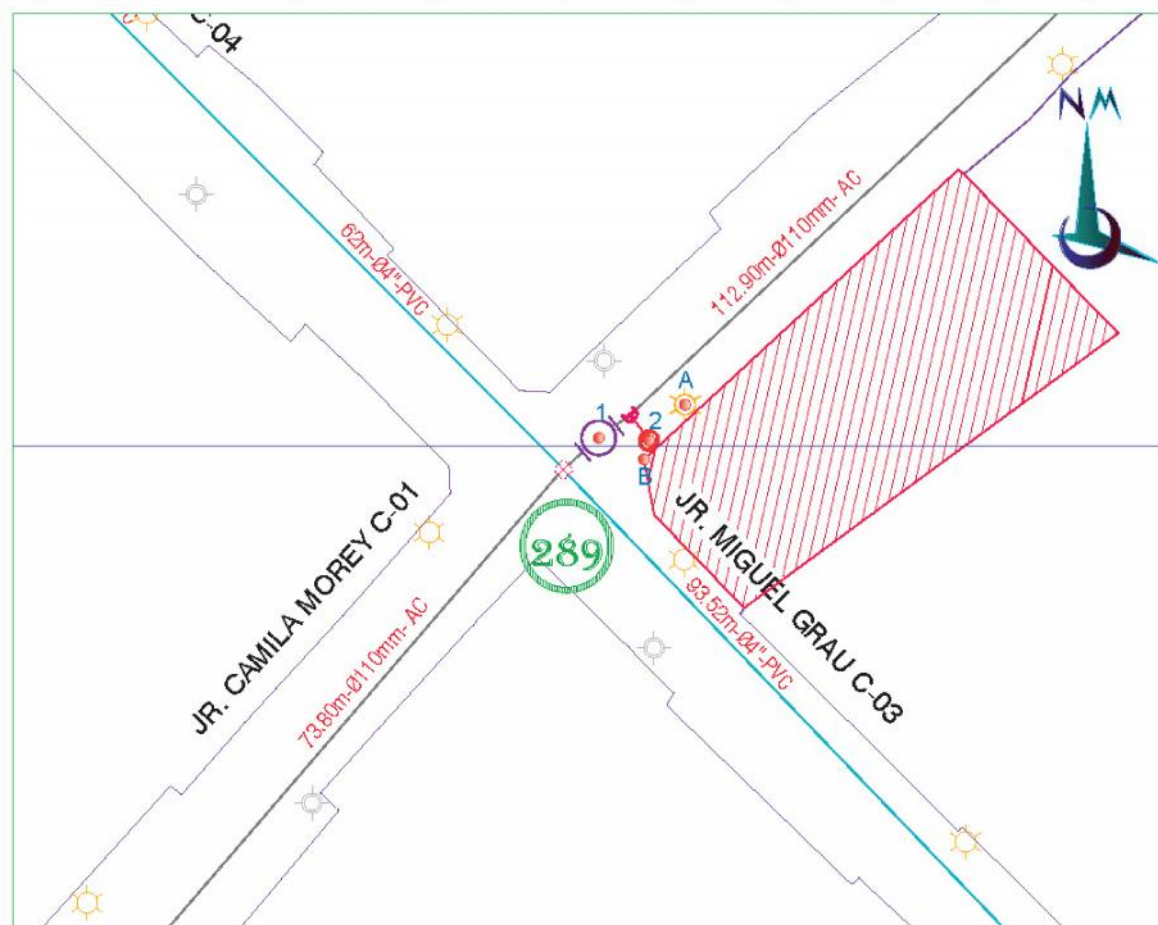 C-04
NM
62m-Ø4"-PVC
112.90m-Ø110mm- AC
A
1
2
B
289
JR. CAMILA MOREY C-01
JR. MIGUEL GRAU C-03
73.80m-Ø110mm- AC
93.52m-Ø4"-PVC